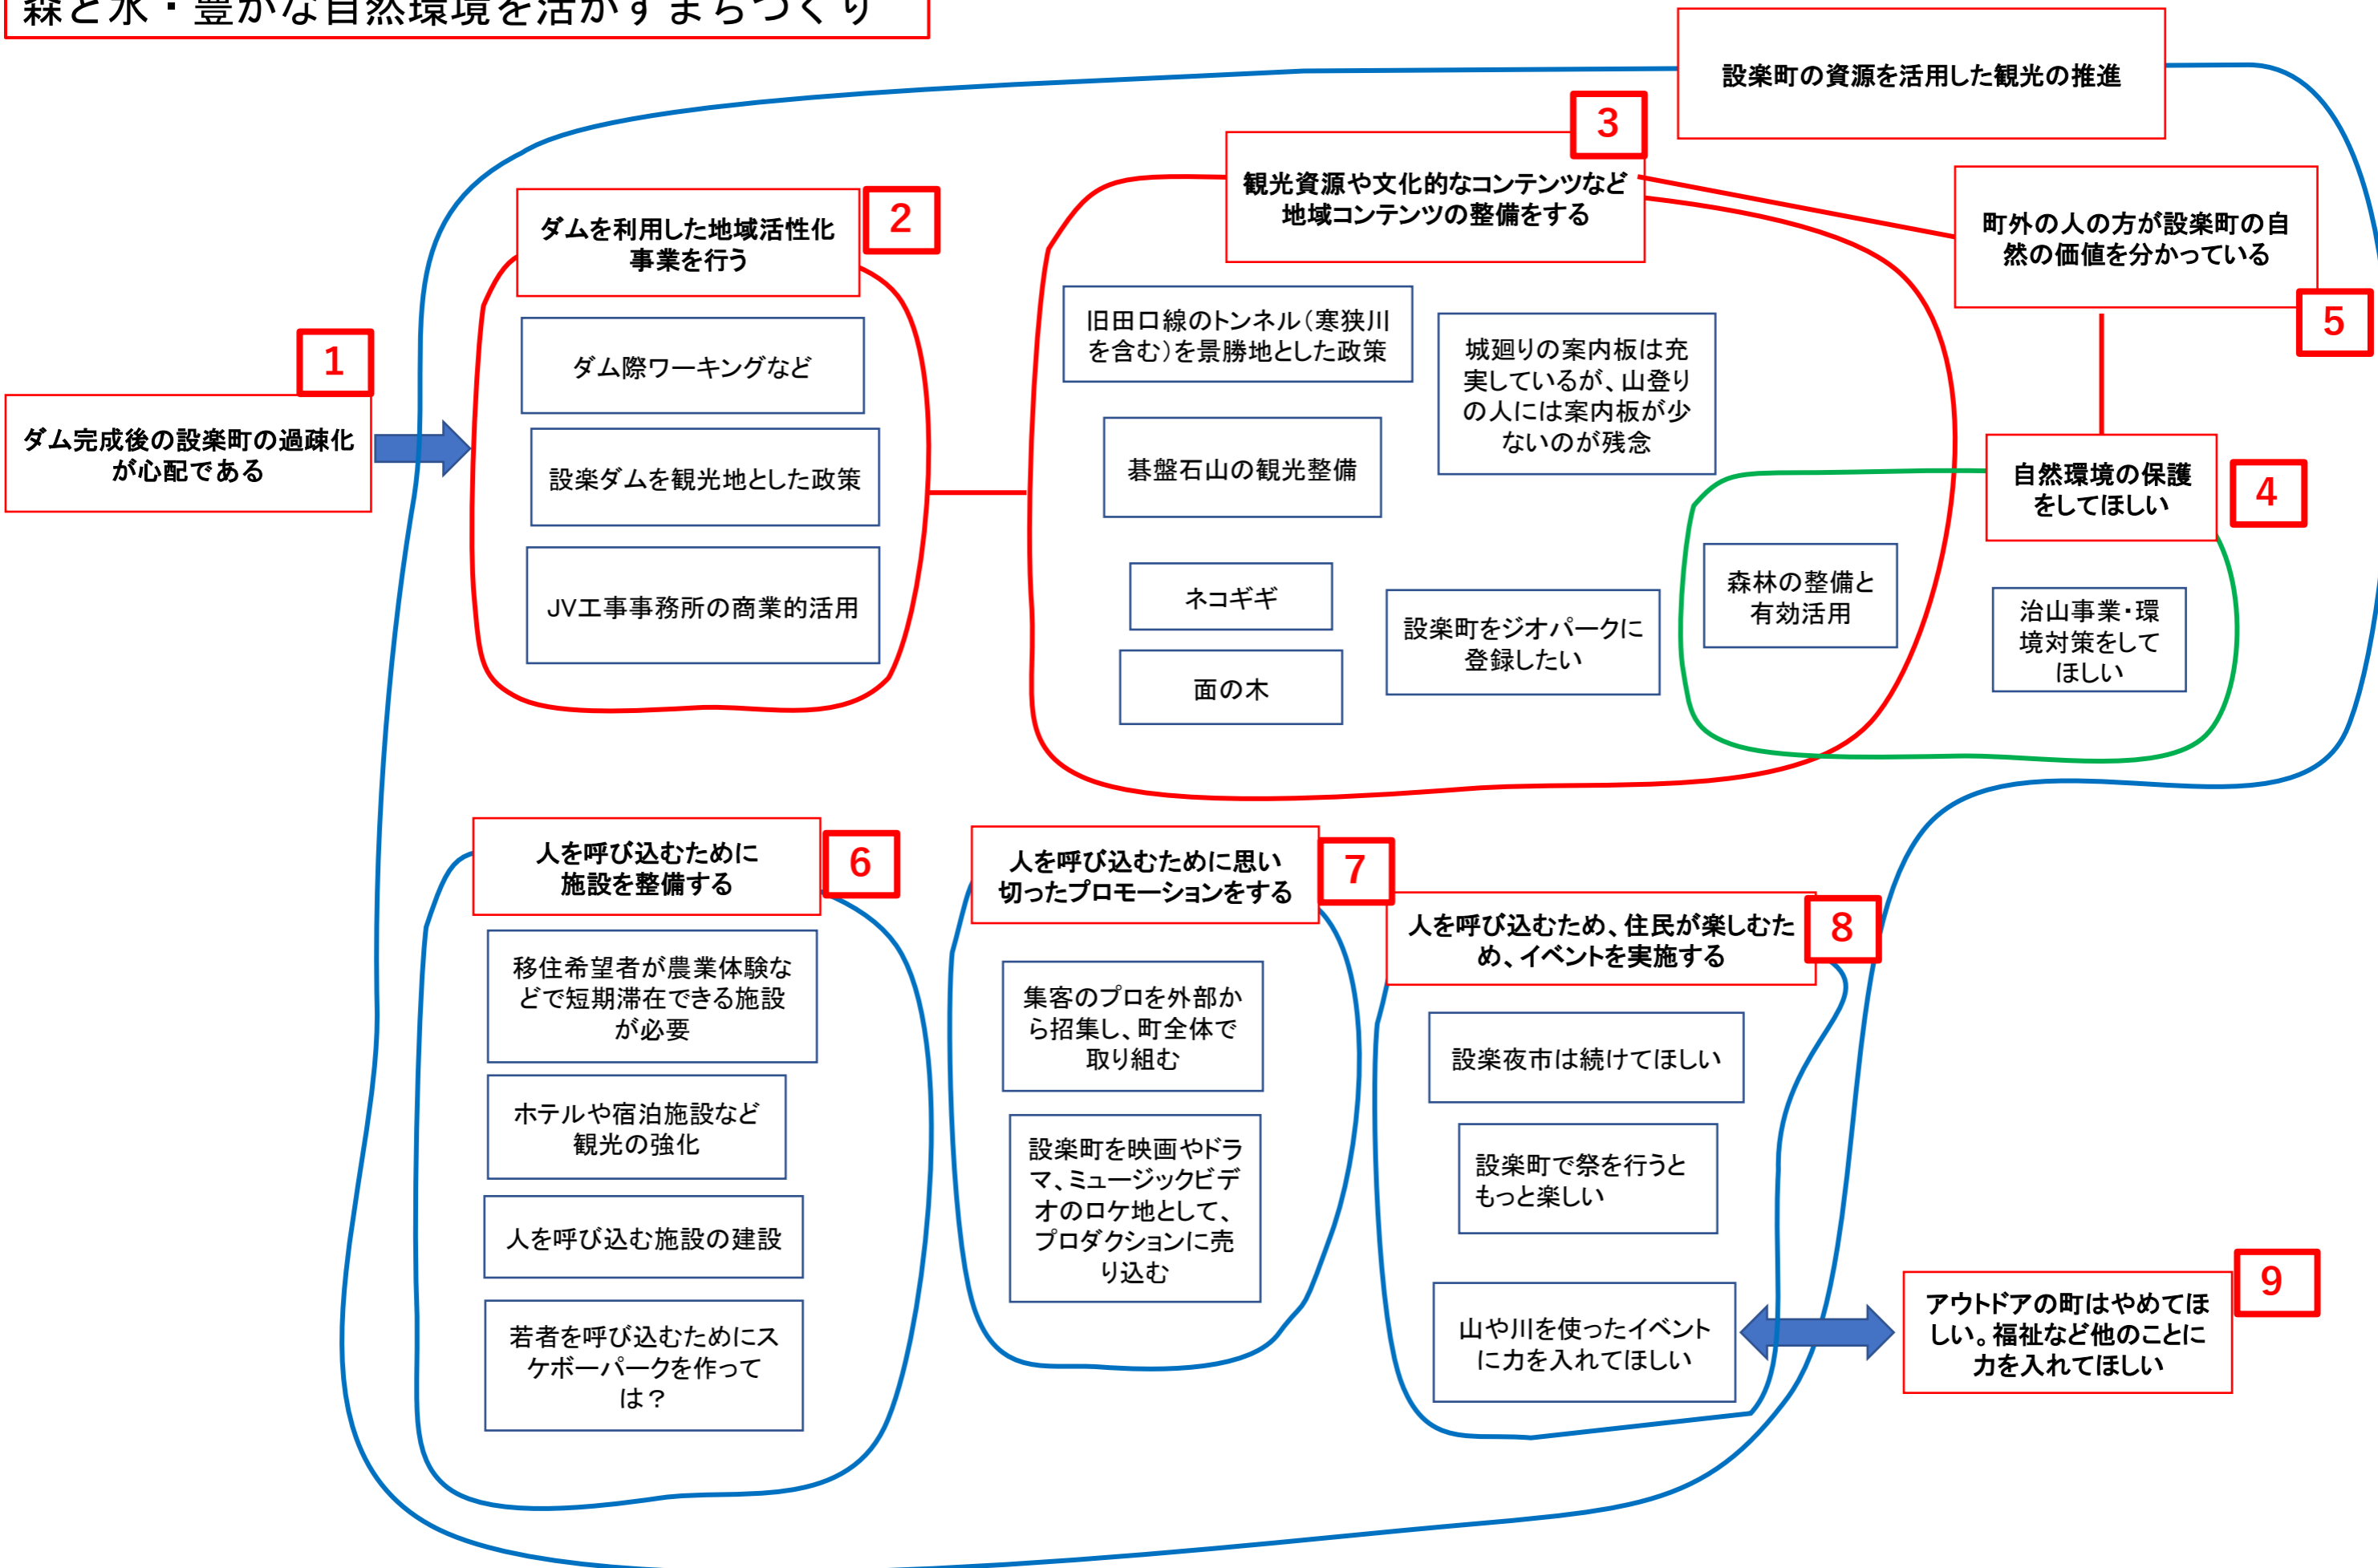 森と水・豊かな自然環境を活かすまちづくり
設楽町の資源を活用した観光の推進
1
ダム完成後の設楽町の過疎化
が心配である
2
ダムを利用した地域活性化
事業を行う
ダム際ワーキングなど
設楽ダムを観光地とした政策
JV工事事務所の商業的活用
3
観光資源や文化的なコンテンツなど
地域コンテンツの整備をする
旧田口線のトンネル(寒狭川
を含む)を景勝地とした政策
城廻りの案内板は充
実しているが、山登り
の人には案内板が少
ないのが残念
碁盤石山の観光整備
ネコギギ
面の木
設楽町をジオパークに
登録したい
町外の人の方が設楽町の自
然の価値を分かっている
5
自然環境の保護
をしてほしい
4
森林の整備と
有効活用
治山事業・環
境対策をして
ほしい
人を呼び込むために
施設を整備する
6
移住希望者が農業体験な
どで短期滞在できる施設
が必要
ホテルや宿泊施設など
観光の強化
人を呼び込む施設の建設
若者を呼び込むためにス
ケボーパークを作って
は?
人を呼び込むために思い
切ったプロモーションをする
7
集客のプロを外部か
ら招集し、町全体で
取り組む
設楽町を映画やドラ
マ、ミュージックビデ
オのロケ地として、
プロダクションに売
り込む
人を呼び込むため、住民が楽しむた
め、イベントを実施する
8
設楽夜市は続けてほしい
設楽町で祭を行うと
もっと楽しい
山や川を使ったイベント
に力を入れてほしい
9
アウトドアの町はやめてほ
しい。福祉など他のことに
力を入れてほしい